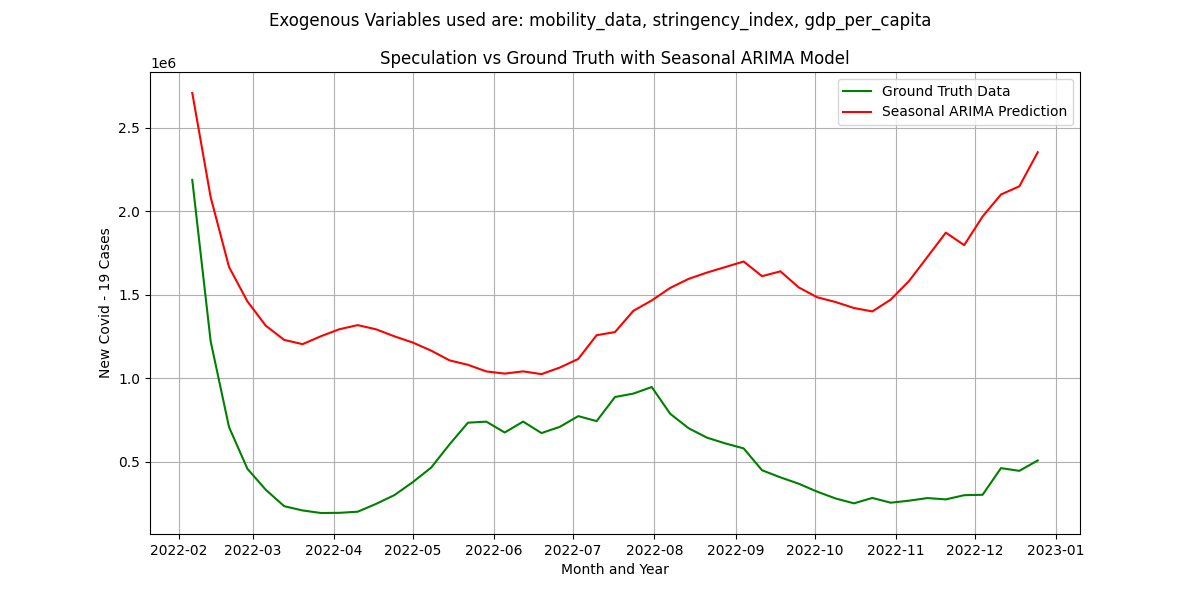 Exogenous Variables used are: mobility_data, stringency_index, gdp_per_capita
Speculation vs Ground Truth with Seasonal ARIMA Model
1e6
Ground Truth Data
Seasonal ARIMA Prediction
New Covid - 19 Cases
2.5
2.0
1.5
1.0
0.5
2022-02 2022-03 2022-04 2022-05 2022-06 2022-07 2022-08 2022-09 2022-10 2022-11 2022-12 2023-01
Month and Year